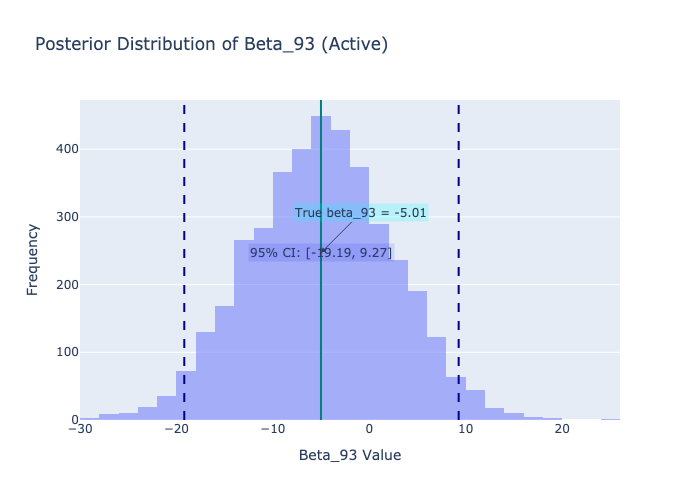 Posterior Distribution of Beta_93 (Active)
400
300
200
100
0
Frequency
True beta_93 = -5.01
95% CI: [-19.19, 9.27]
−30
−20
−10
0
10
20
Beta_93 Value